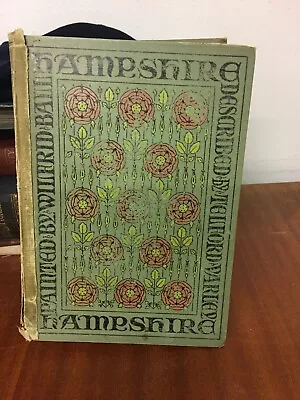 HAMPSHIRE
PAINTED BY WILFRID BALL
DESCRIBED BY TELFORD VARLEY
HAMPSHIRE